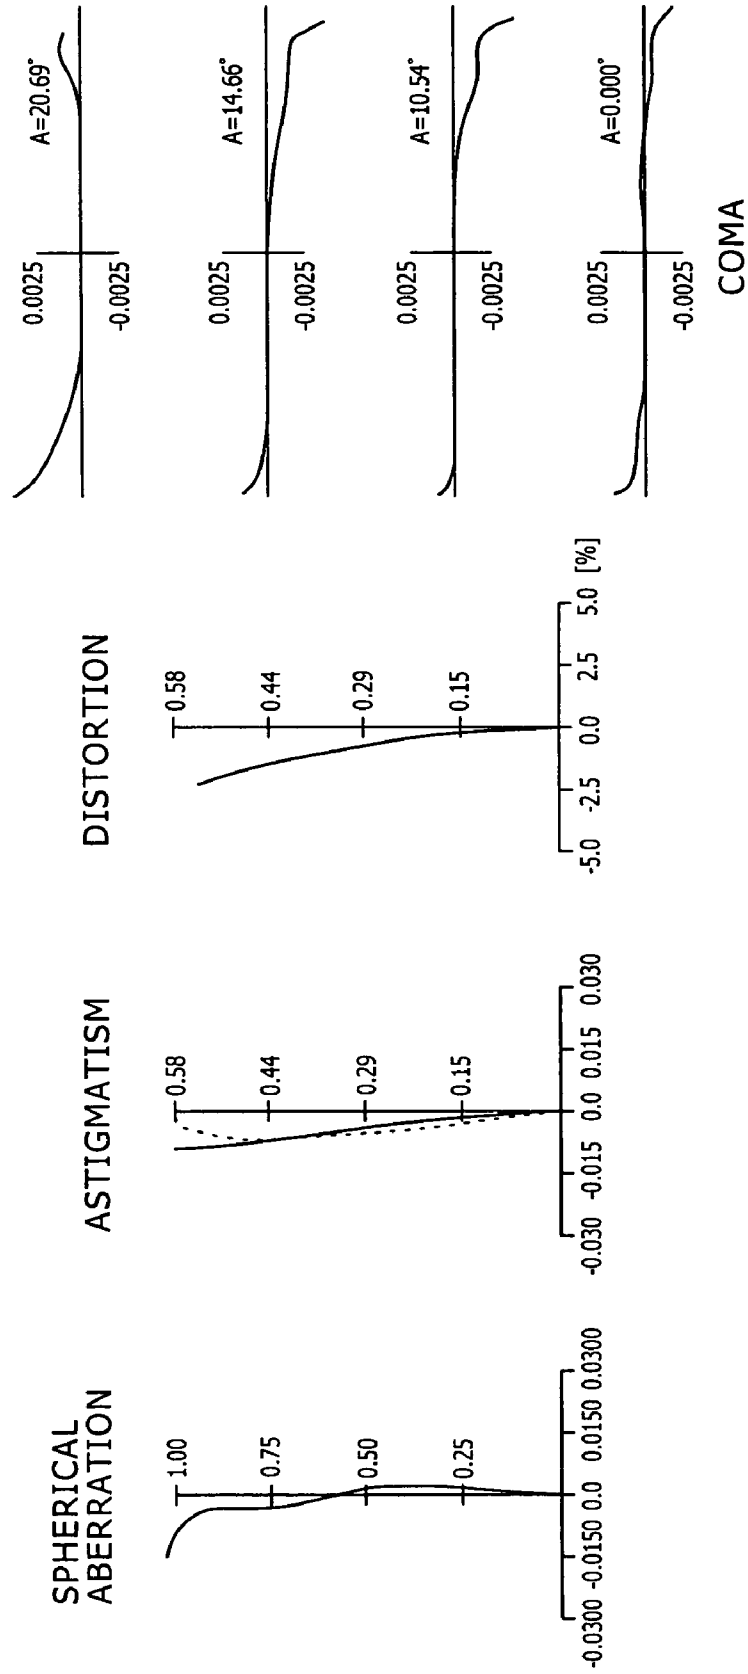 SPHERICAL
ABERRATION
1.00
0.75
0.50
0.25
-0.0300 -0.0150 0.0 0.0150 0.0300
ASTIGMATISM
0.58
0.44
0.29
0.15
-0.030 -0.015 0.0 0.015 0.030
DISTORTION
0.58
0.44
0.29
0.15
-5.0 -2.5 0.0 2.5 5.0 [%]
0.0025
A=20.69°
-0.0025
0.0025
A=14.66°
-0.0025
0.0025
A=10.54°
-0.0025
0.0025
A=0.000°
-0.0025
COMA